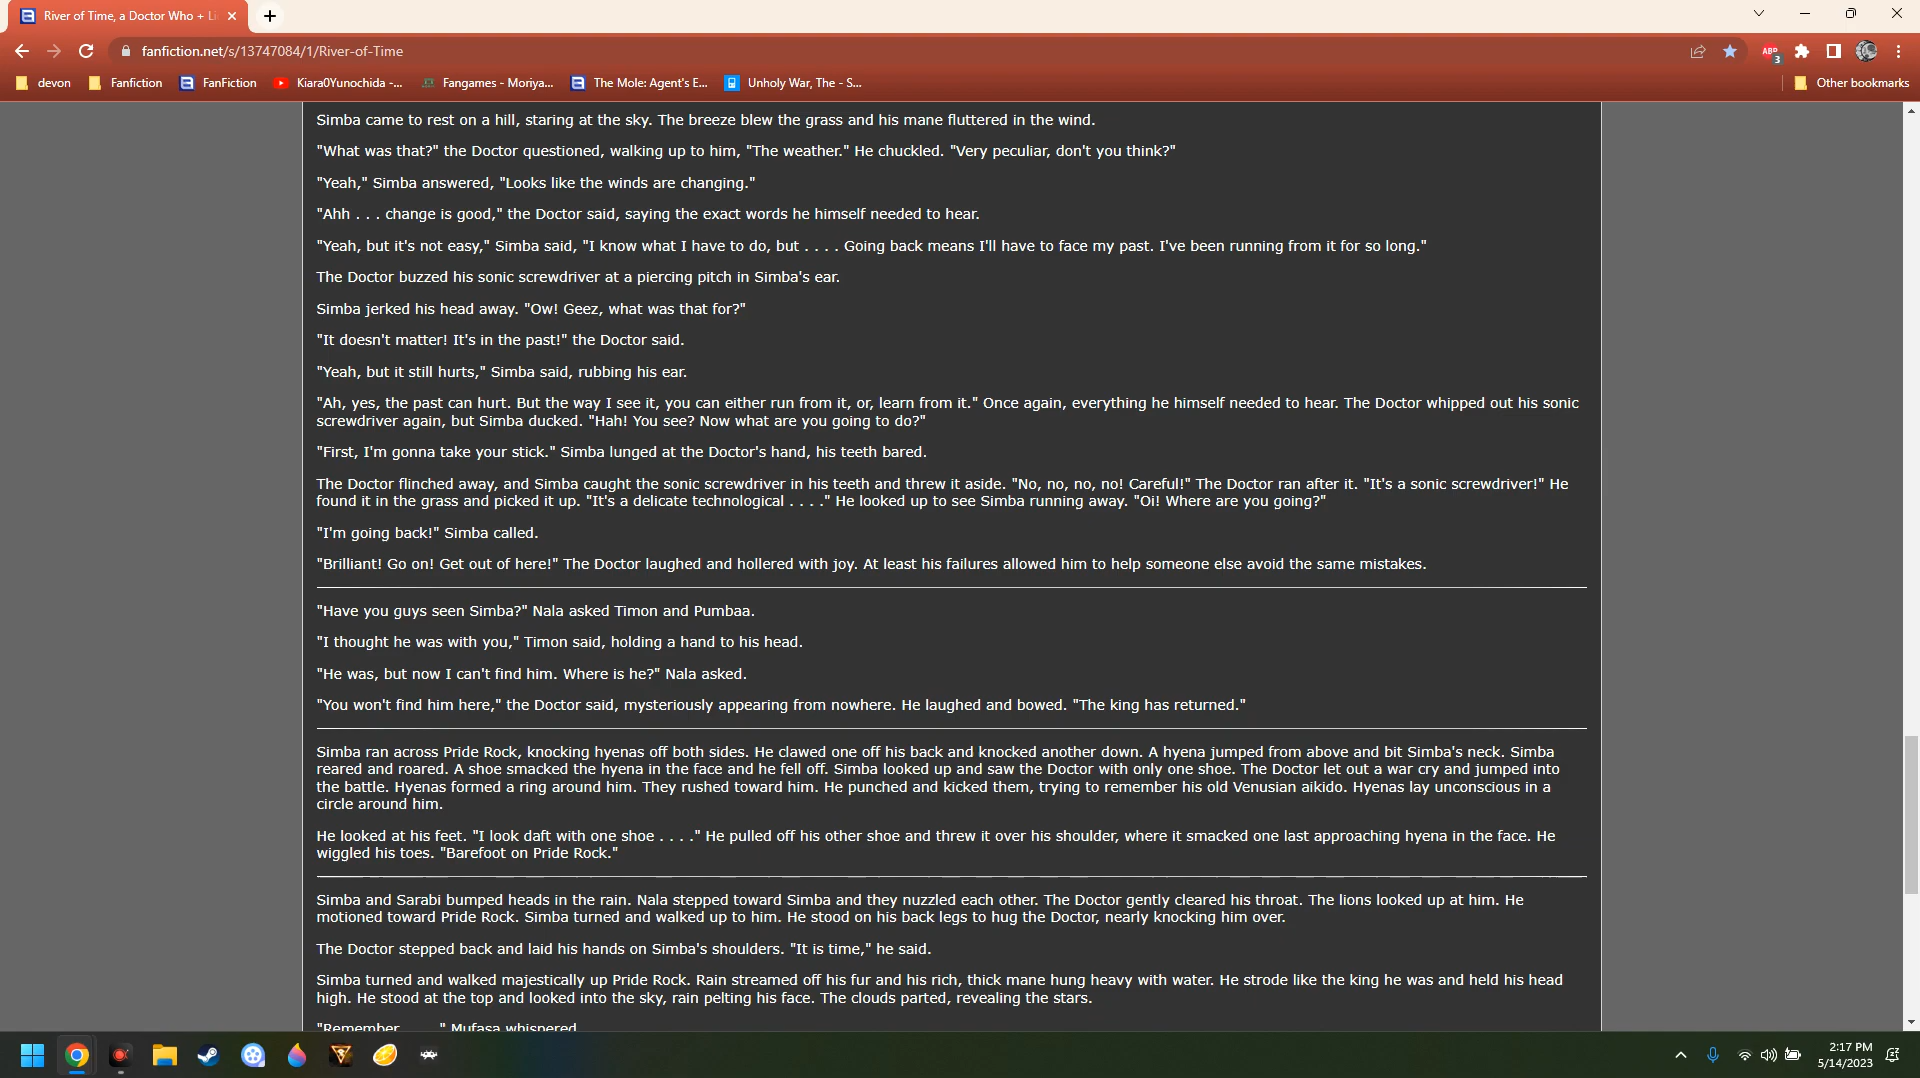 River of Time, a Doctor Who + Li
fanfiction.net/s/13747084/1/River-of-Time
ABP
3
devon
Fanfiction
FanFiction
Kiara0Yunochida -...
Fangames - Moriya...
The Mole: Agent's E...
Unholy War, The - S...
Other bookmarks
Simba came to rest on a hill, staring at the sky. The breeze blew the grass and his mane fluttered in the wind.
"What was that?" the Doctor questioned, walking up to him, "The weather." He chuckled. "Very peculiar, don't you think?"
"Yeah," Simba answered, "Looks like the winds are changing."
"Ahh . . . change is good," the Doctor said, saying the exact words he himself needed to hear.
"Yeah, but it's not easy," Simba said, "I know what I have to do, but . . . . Going back means I'll have to face my past. I've been running from it for so long."
The Doctor buzzed his sonic screwdriver at a piercing pitch in Simba's ear.
Simba jerked his head away. "Ow! Geez, what was that for?"
"It doesn't matter! It's in the past!" the Doctor said.
"Yeah, but it still hurts," Simba said, rubbing his ear.
"Ah, yes, the past can hurt. But the way I see it, you can either run from it, or, learn from it." Once again, everything he himself needed to hear. The Doctor whipped out his sonic
screwdriver again, but Simba ducked. "Hah! You see? Now what are you going to do?"
"First, I'm gonna take your stick." Simba lunged at the Doctor's hand, his teeth bared.
The Doctor flinched away, and Simba caught the sonic screwdriver in his teeth and threw it aside. "No, no, no, no! Careful!" The Doctor ran after it. "It's a sonic screwdriver!" He
found it in the grass and picked it up. "It's a delicate technological . . . ." He looked up to see Simba running away. "Oi! Where are you going?"
"I'm going back!" Simba called.
"Brilliant! Go on! Get out of here!" The Doctor laughed and hollered with joy. At least his failures allowed him to help someone else avoid the same mistakes.
"Have you guys seen Simba?" Nala asked Timon and Pumbaa.
"I thought he was with you," Timon said, holding a hand to his head.
"He was, but now I can't find him. Where is he?" Nala asked.
"You won't find him here," the Doctor said, mysteriously appearing from nowhere. He laughed and bowed. "The king has returned."
Simba ran across Pride Rock, knocking hyenas off both sides. He clawed one off his back and knocked another down. A hyena jumped from above and bit Simba's neck. Simba
reared and roared. A shoe smacked the hyena in the face and he fell off. Simba looked up and saw the Doctor with only one shoe. The Doctor let out a war cry and jumped into
the battle. Hyenas formed a ring around him. They rushed toward him. He punched and kicked them, trying to remember his old Venusian aikido. Hyenas lay unconscious in a
circle around him.
He looked at his feet. "I look daft with one shoe . . . ." He pulled off his other shoe and threw it over his shoulder, where it smacked one last approaching hyena in the face. He
wiggled his toes. "Barefoot on Pride Rock."
Simba and Sarabi bumped heads in the rain. Nala stepped toward Simba and they nuzzled each other. The Doctor gently cleared his throat. The lions looked up at him. He
motioned toward Pride Rock. Simba turned and walked up to him. He stood on his back legs to hug the Doctor, nearly knocking him over.
The Doctor stepped back and laid his hands on Simba's shoulders. "It is time," he said.
Simba turned and walked majestically up Pride Rock. Rain streamed off his fur and his rich, thick mane hung heavy with water. He strode like the king he was and held his head
high. He stood at the top and looked into the sky, rain pelting his face. The clouds parted, revealing the stars.
"Remember . . . ." Mufasa whispered
2:17 PM
5/14/2023